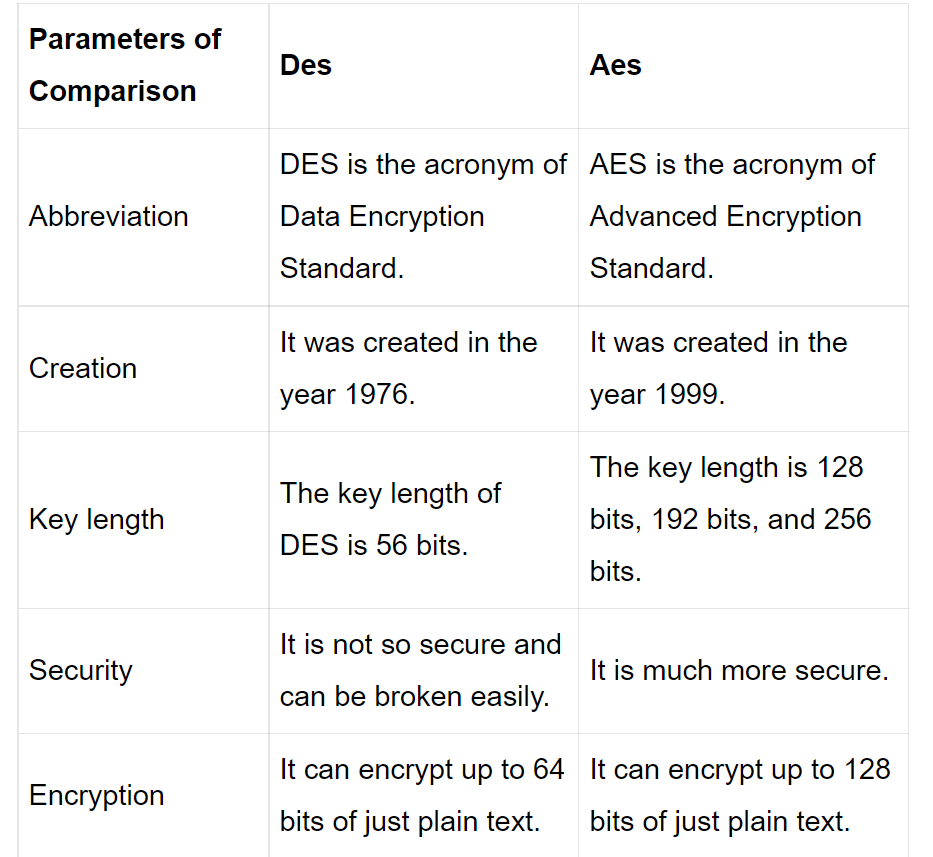 Parameters of
Comparison
Des
Aes
Abbreviation
DES is the acronym of
Data Encryption
Standard.
AES is the acronym of
Advanced Encryption
Standard.
Creation
It was created in the
year 1976.
It was created in the
year 1999.
Key length
The key length of
DES is 56 bits.
The key length is 128
bits, 192 bits, and 256
bits.
Security
It is not so secure and
can be broken easily.
It is much more secure.
Encryption
It can encrypt up to 64
bits of just plain text.
It can encrypt up to 128
bits of just plain text.